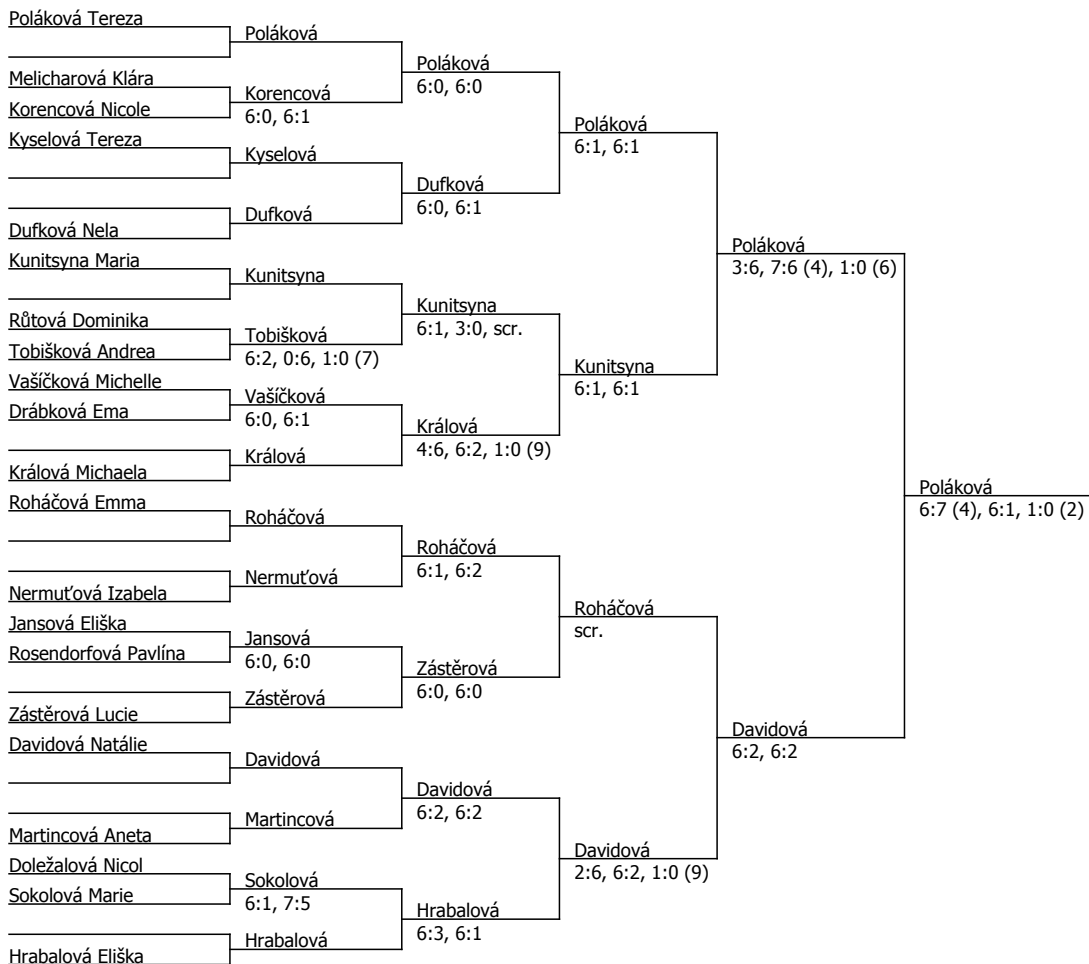 Poláková Tereza
Melicharová Klára
Korencová Nicole
Kyselová Tereza
Dufková Nela
Kunitsyna Maria
Růtová Dominika
Tobišková Andrea
Vašíčková Michelle
Drábková Ema
Králová Michaela
Roháčová Emma
Nermuťová Izabela
Jansová Eliška
Rosendorfová Pavlína
Zástěrová Lucie
Davidová Natálie
Martincová Aneta
Doležalová Nicol
Sokolová Marie
Hrabalová Eliška
Poláková
Korencová
6:0, 6:1
Kyselová
Dufková
Kunitsyna
Tobišková
6:2, 0:6, 1:0 (7)
Vašíčková
6:0, 6:1
Králová
Roháčová
Nermuťová
Jansová
6:0, 6:0
Zástěrová
Davidová
Martincová
Sokolová
6:1, 7:5
Hrabalová
Poláková
6:0, 6:0
Dufková
6:0, 6:1
Kunitsyna
6:1, 3:0, scr.
Králová
4:6, 6:2, 1:0 (9)
Roháčová
6:1, 6:2
Zástěrová
6:0, 6:0
Davidová
6:2, 6:2
Hrabalová
6:3, 6:1
Poláková
6:1, 6:1
Kunitsyna
6:1, 6:1
Roháčová
scr.
Davidová
2:6, 6:2, 1:0 (9)
Poláková
3:6, 7:6 (4), 1:0 (6)
Davidová
6:2, 6:2
Poláková
6:7 (4), 6:1, 1:0 (2)